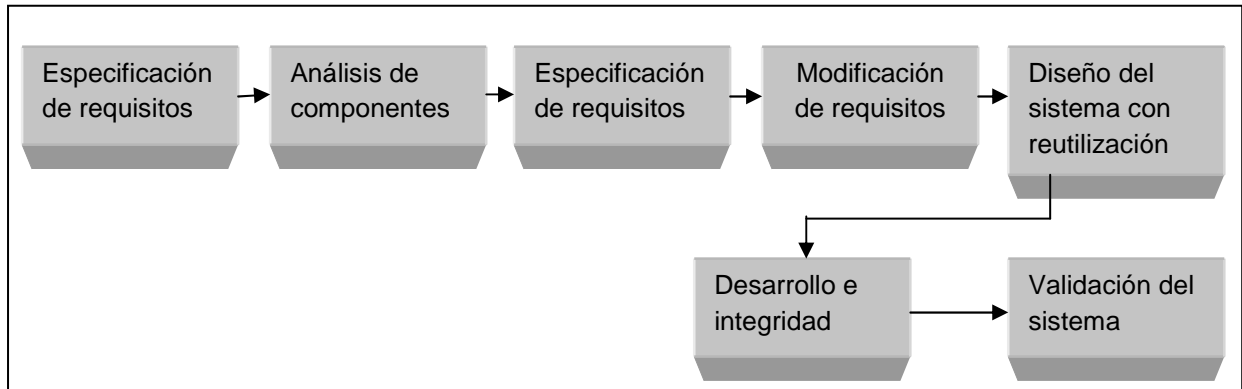 Especificación
de requisitos
Análisis de
componentes
Especificación
de requisitos
Modificación
de requisitos
Diseño del
sistema con
reutilización
Desarrollo e
integridad
Validación del
sistema